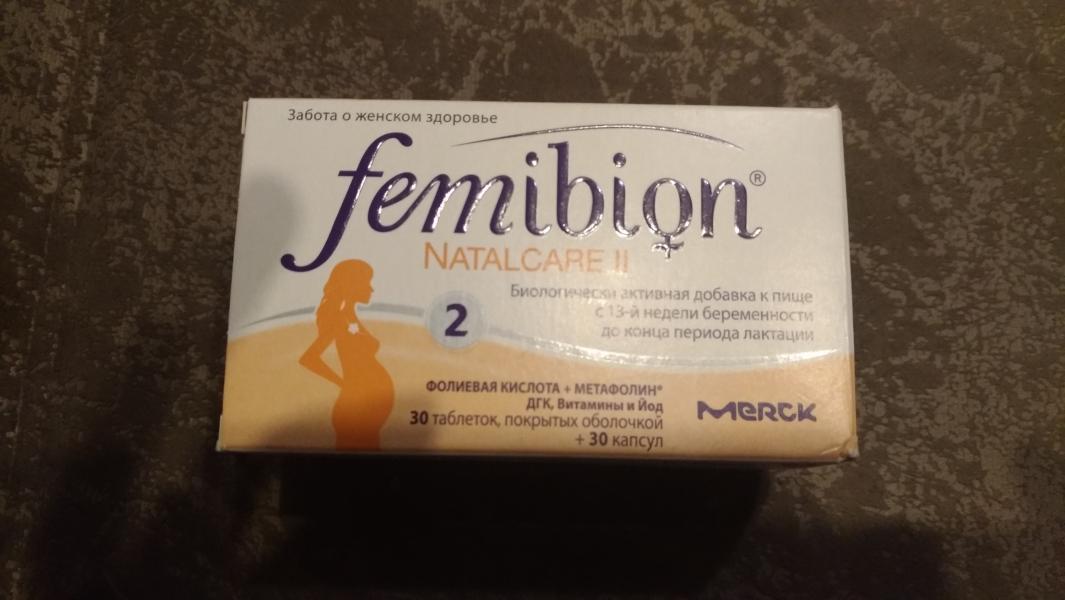 Забота о женском здоровье
femibion®
NATALCARE II
2
Биологически активная добавка к пище
с 13-й недели беременности
до конца периода лактации
ФОЛИЕВАЯ КИСЛОТА + МЕТАФОЛИН®
ДГК, Витамины и Йод
30 таблеток, покрытых оболочкой
+ 30 капсул
MERCK